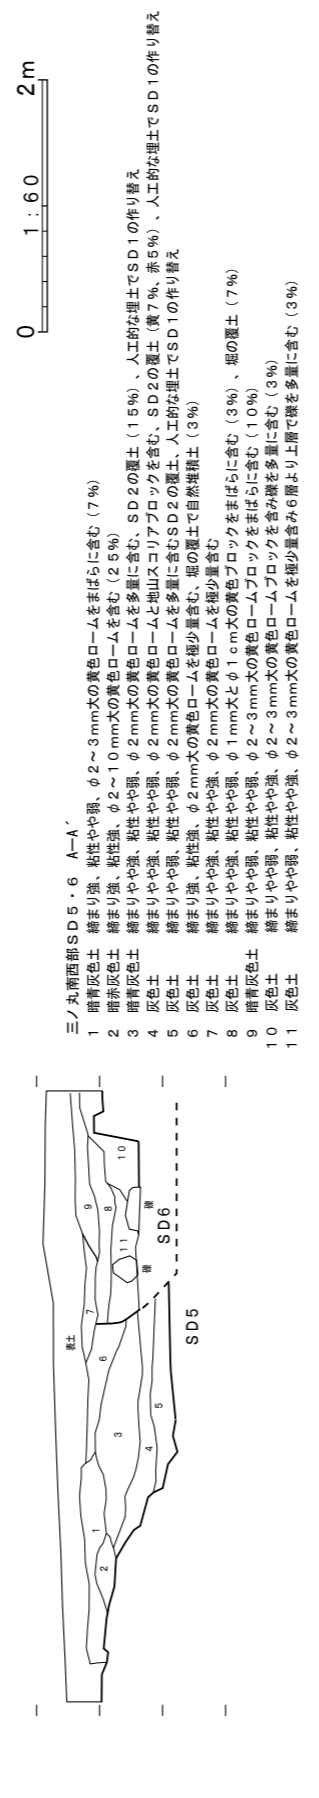 三ノ丸南西部ＳＤ５・６　Ａ―Ａ´
１　暗青灰色土　締まり強、粘性やや弱、φ２～３ｍｍ大の黄色ロームをまばらに含む（７％）
２　暗赤灰色土　締まり強、粘性強、φ２～１０ｍｍ大の黄色ロームを含む（２５％）
３　暗青灰色土　締まりやや強、粘性やや弱、φ２ｍｍ大の黄色ロームを多量に含む、ＳＤ２の覆土（１５％）、人工的な埋土でＳＤ１の作り替え
４　灰色土　締まりやや強、粘性やや弱、φ２ｍｍ大の黄色ロームと地山スコリアブロックを含む、ＳＤ２の覆土（黄７％、赤５％）、人工的な埋土でＳＤ１の作り替え
５　灰色土　締まりやや弱、粘性やや弱、φ２ｍｍ大の黄色ロームを多量に含むＳＤ２の覆土、人工的な埋土でＳＤ１の作り替え
６　灰色土　締まり強、粘性強、φ２ｍｍ大の黄色ロームを極少量含む、堀の覆土で自然堆積土（３％）
７　灰色土　締まりやや強、粘性やや強、φ２ｍｍ大の黄色ロームを極少量含む
８　灰色土　締まりやや弱、粘性やや弱、φ１ｍｍ大とφ１ｃｍ大の黄色ブロックをまばらに含む（３％）、堀の覆土（７％）
９　暗青灰色土　締まりやや弱、粘性やや弱、φ２～３ｍｍ大の黄色ロームブロックをまばらに含む（１０％）
１０　灰色土　締まりやや弱、粘性やや強、φ２～３ｍｍ大の黄色ロームブロックを含み礫を多量に含む（３％）
１１　灰色土　締まりやや弱、粘性やや強、φ２～３ｍｍ大の黄色ロームを極少量含み６層より上層で礫を多量に含む（３％）
0 1:60 2m
表土
1
2
3
4
5
6
7
8
9
10
11
礫
礫
SD6
SD5